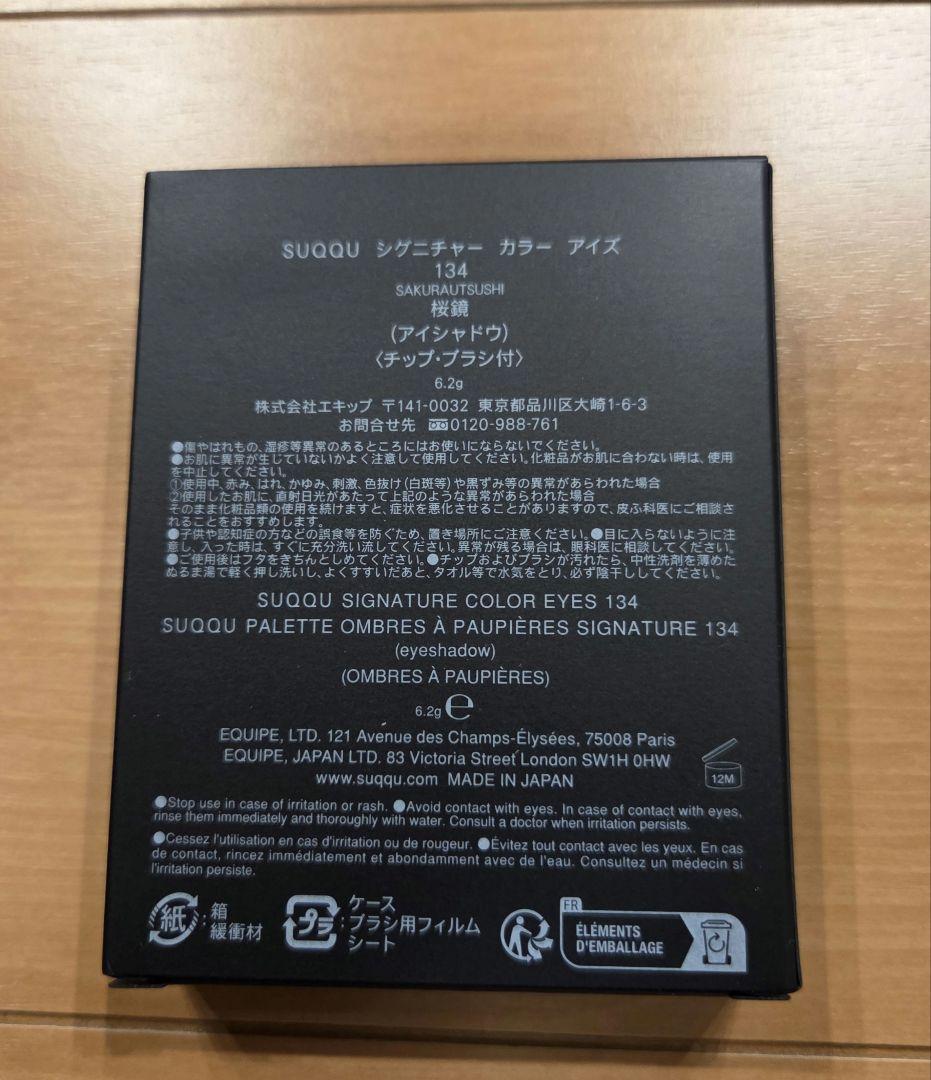 SUQQU シグニチャー カラー アイズ
134
SAKURAUTSUSHI
桜鏡
(アイシャドウ)
〈チップ・ブラシ付〉
6.2g
株式会社エキップ 〒141-0032 東京都品川区大崎1-6-3
お問合せ先 0120-988-761
●傷やはれもの、湿疹等異常のあるところにはお使いにならないでください。
●お肌に異常が生じていないかよく注意して使用してください。化粧品がお肌に合わない時は、使用
を中止してください。
①使用中、赤み、はれ、かゆみ、刺激、色抜け(白斑等)や黒ずみ等の異常があらわれた場合
②使用したお肌に、直射日光があたって上記のような異常があらわれた場合
そのまま化粧品類の使用を続けますと、症状を悪化させることがありますので、皮ふ科医にご相談さ
れることをおすすめします。
●子供や認知症の方などの誤食等を防ぐため、置き場所にご注意ください。●目に入らないように注
意し、入った時は、すぐに充分洗い流してください。異常が残る場合は、眼科医に相談してください。
●ご使用後はフタをきちんとしめてください。●チップおよびブラシが汚れたら、中性洗剤を薄めた
ぬるま湯で軽く押し洗いし、よくすすいだあと、タオル等で水気をとり、必ず陰干ししてください。
SUQQU SIGNATURE COLOR EYES 134
SUQQU PALETTE OMBRES À PAUPIÈRES SIGNATURE 134
(eyeshadow)
(OMBRES À PAUPIÈRES)
6.2g ℮
EQUIPE, LTD. 121 Avenue des Champs-Élysées, 75008 Paris
EQUIPE, JAPAN LTD. 83 Victoria Street London SW1H 0HW
www.suqqu.com MADE IN JAPAN
12M
●Stop use in case of irritation or rash. ●Avoid contact with eyes. In case of contact with eyes,
rinse them immediately and thoroughly with water. Consult a doctor when irritation persists.
●Cessez l'utilisation en cas d'irritation ou de rougeur. ●Évitez tout contact avec les yeux. En cas
de contact, rincez immédiatement et abondamment avec de l'eau. Consultez un médecin si
l'irritation persiste.
紙:箱
緩衝材
プラ:ケース
ブラシ用フィルム
シート
FR
ÉLÉMENTS
D'EMBALLAGE